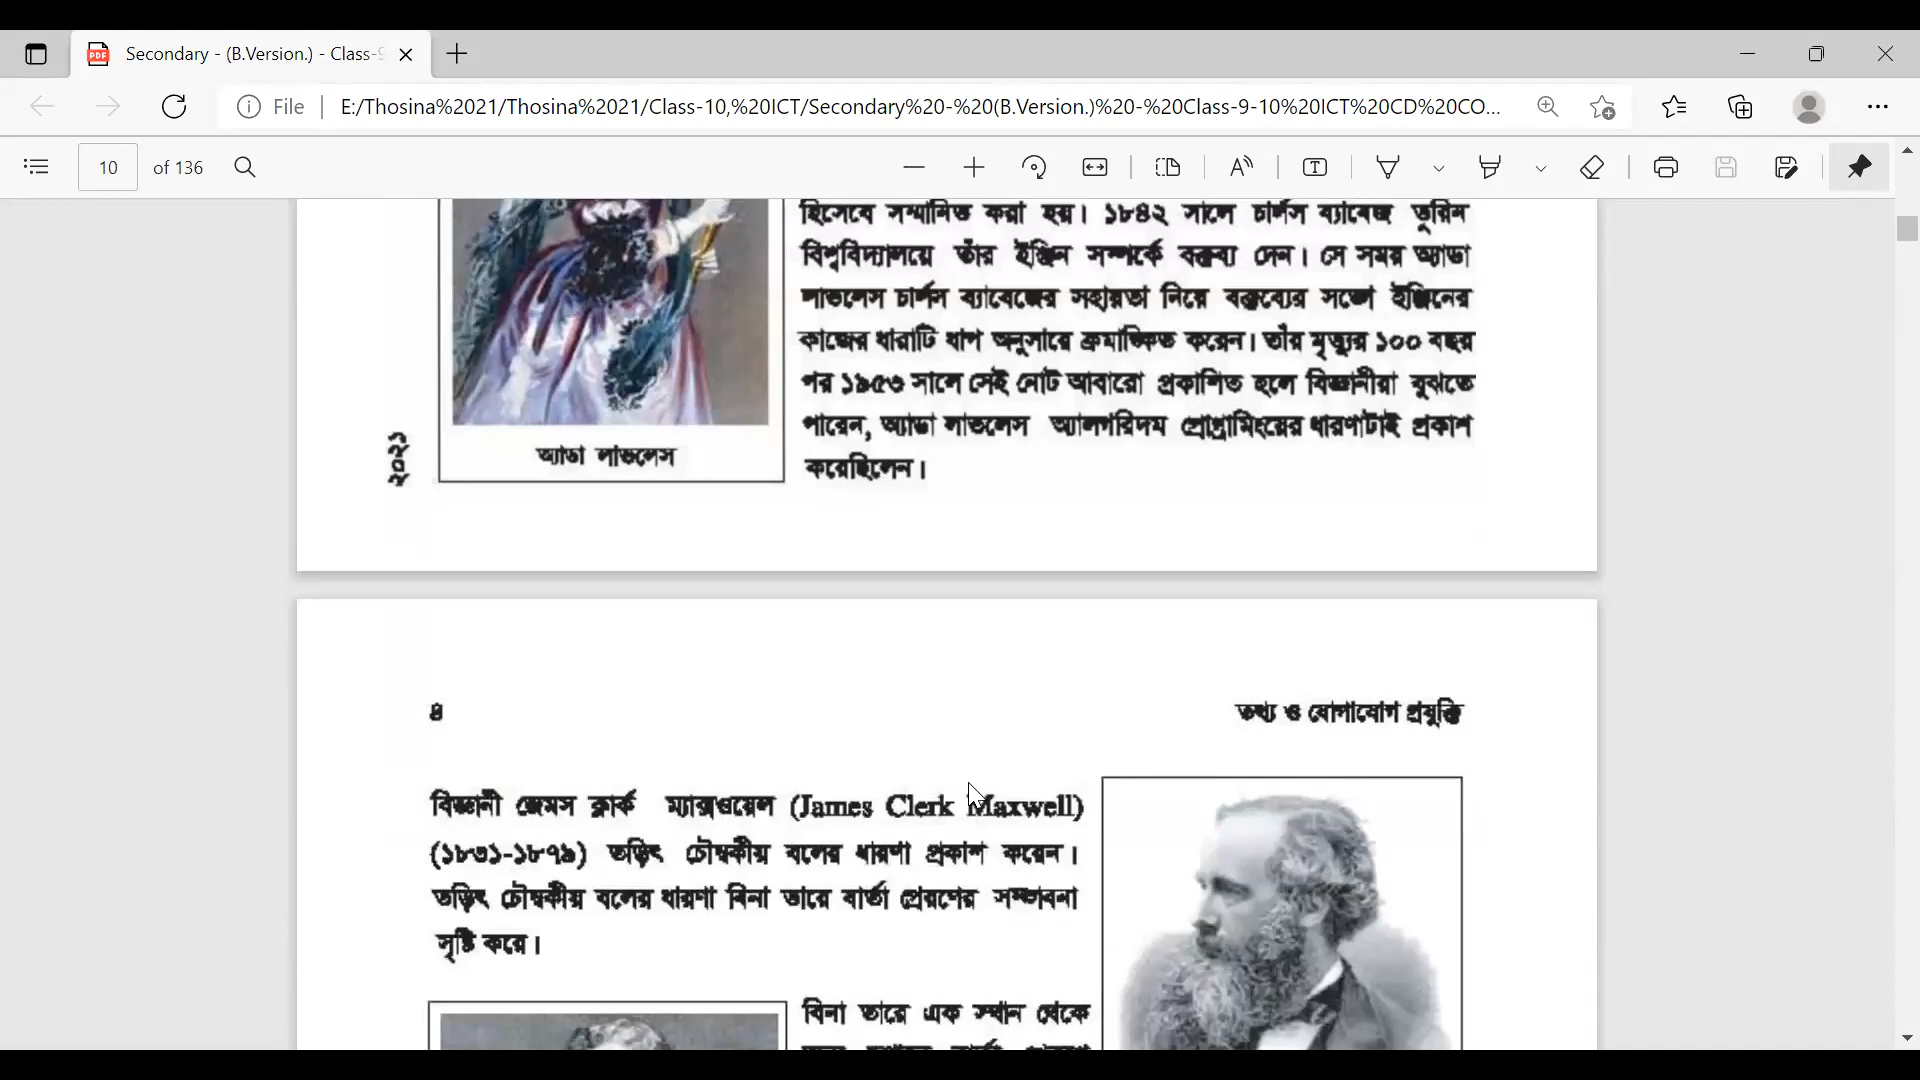 Secondary - (B.Version.) - Class-9
File
E:/Thosina%2021/Thosina%2021/Class-10,%20ICT/Secondary%20-%20(B.Version.)%20-%20Class-9-10%20ICT%20CD%20CO...
10 of 136
হিসেবে সম্মানিত করা হয়। ১৮৪২ সালে চার্লস ব্যাবেজ তুরিন
বিশ্ববিদ্যালয়ে তাঁর ইঞ্জিন সম্পর্কে বক্তব্য দেন। সে সময় অ্যাডা
লাভলেস চার্লস ব্যাবেজের সহায়তা নিয়ে বক্তব্যের সঙ্গে ইঞ্জিনের
কাজের ধারাটি ধাপ অনুসারে ক্রমাঙ্কিত করেন। তাঁর মৃত্যুর ১০০ বছর
পর ১৯৫৩ সালে সেই নোট আবারো প্রকাশিত হলে বিজ্ঞানীরা বুঝতে
পারেন, অ্যাডা লাভলেস অ্যালগরিদম প্রোগ্রামিংয়ের ধারণাটাই প্রকাশ
করেছিলেন।
অ্যাডা লাভলেস
২০২১
৪
তথ্য ও যোগাযোগ প্রযুক্তি
বিজ্ঞানী জেমস ক্লার্ক ম্যাক্সওয়েল (James Clerk Maxwell)
(১৮৩১-১৮৭৯) তড়িৎ চৌম্বকীয় বলের ধারণা প্রকাশ করেন।
তড়িৎ চৌম্বকীয় বলের ধারণা বিনা তারে বার্তা প্রেরণের সম্ভাবনা
সৃষ্টি করে।
বিনা তারে এক স্থান থেকে